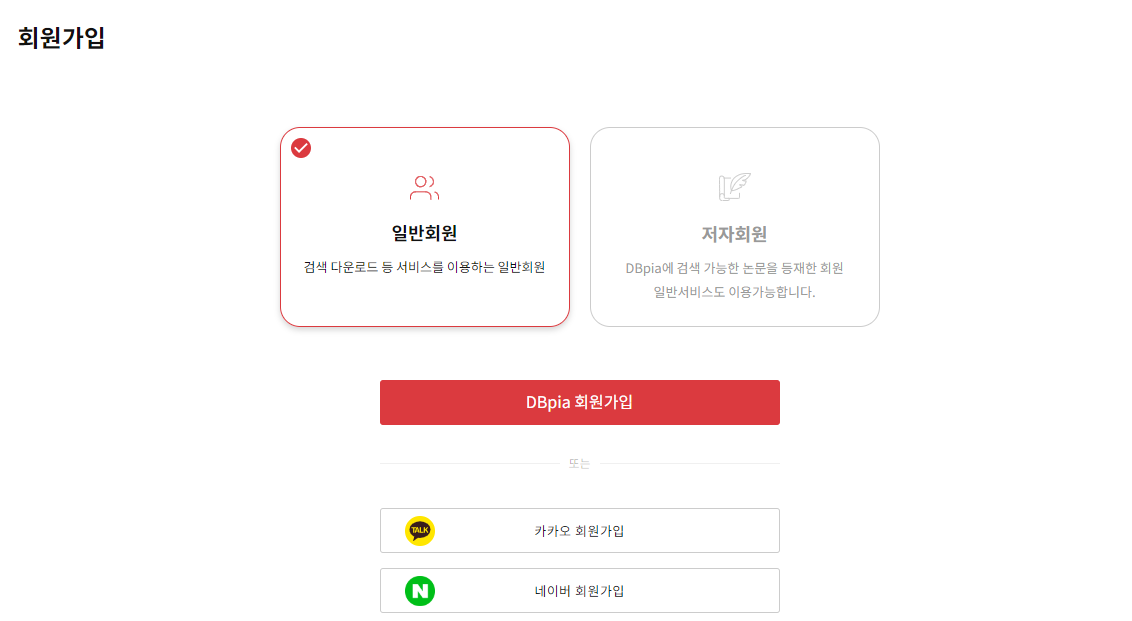 회원가입
일반회원
검색 다운로드 등 서비스를 이용하는 일반회원
저자회원
DBpia에 검색 가능한 논문을 등재한 회원
일반서비스도 이용가능합니다.
DBpia 회원가입
또는
TALK
카카오 회원가입
N
네이버 회원가입